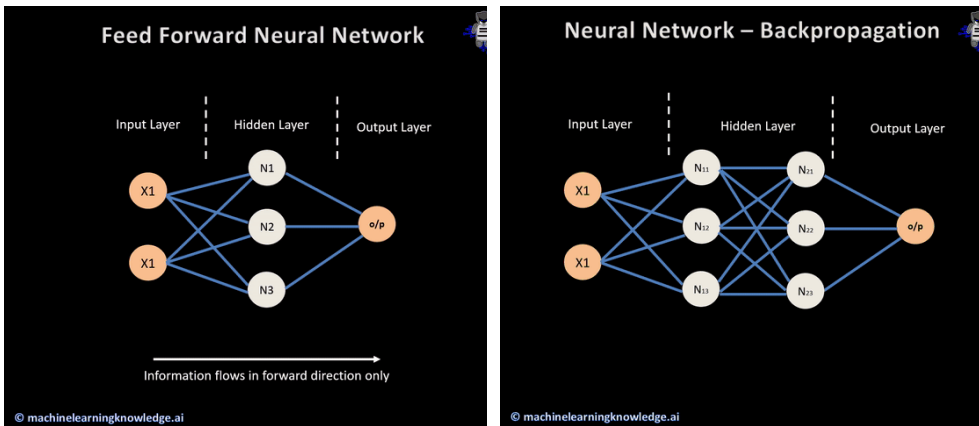 Feed Forward Neural Network
Input Layer
Hidden Layer
Output Layer
X1
X1
N1
N2
N3
o/p
Information flows in forward direction only
© machinelearningknowledge.ai
Neural Network – Backpropagation
Input Layer
Hidden Layer
Output Layer
X1
X1
N₁₁
N₁₂
N₁₃
N₂₁
N₂₂
N₂₃
o/p
© machinelearningknowledge.ai